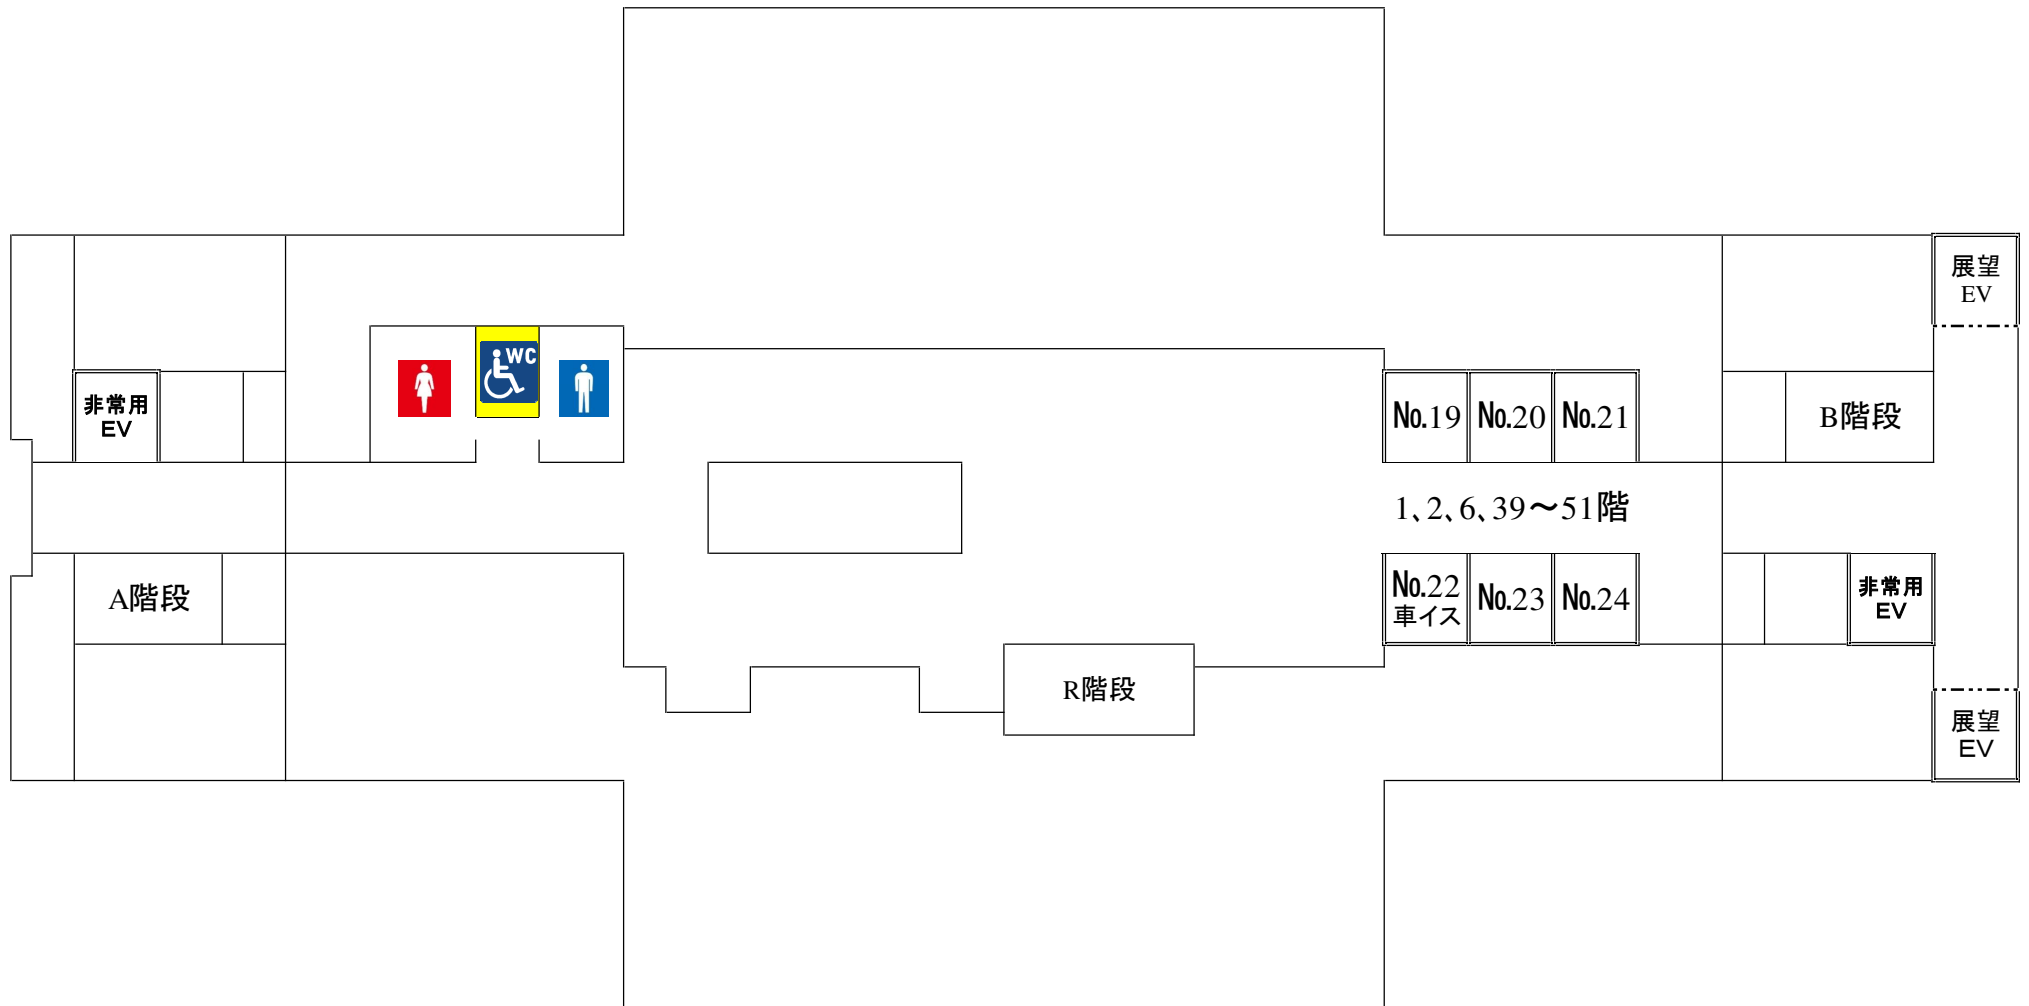 展望
EV
非常用
EV
WC
No.19
No.20
No.21
B階段
1、2、6、39～51階
A階段
No.22
車イス
No.23
No.24
非常用
EV
R階段
展望
EV